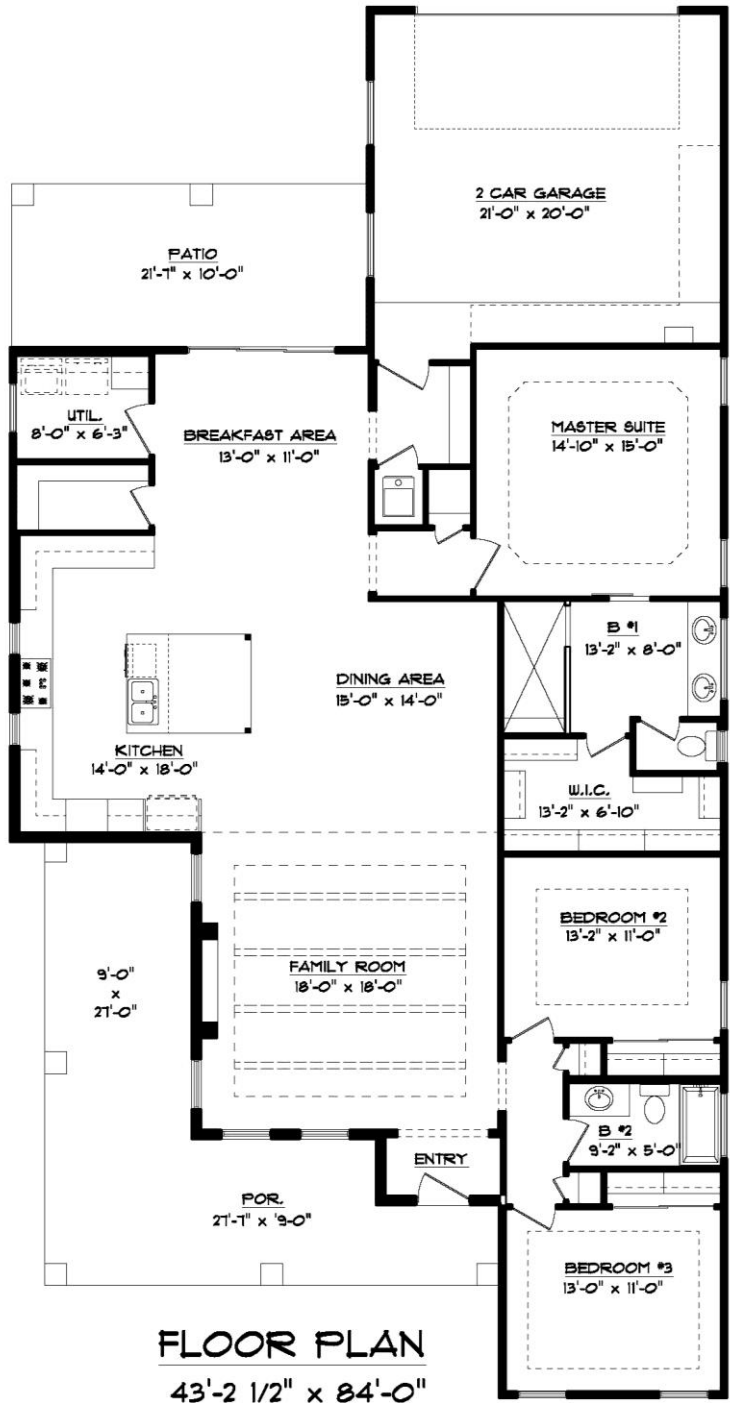 2 CAR GARAGE
21'-0" x 20'-0"
PATIO
21'-7" x 10'-0"
UTIL.
8'-0" x 6'-3"
BREAKFAST AREA
13'-0" x 11'-0"
MASTER SUITE
14'-10" x 15'-0"
B #1
13'-2" x 8'-0"
DINING AREA
15'-0" x 14'-0"
KITCHEN
14'-0" x 18'-0"
W.I.C.
13'-2" x 6'-10"
BEDROOM #2
13'-2" x 11'-0"
FAMILY ROOM
18'-0" x 18'-0"
9'-0"
x
27'-0"
B #2
9'-2" x 5'-0"
ENTRY
POR.
27'-7" x '9-0"
BEDROOM #3
13'-0" x 11'-0"
FLOOR PLAN
43'-2 1/2" x 84'-0"